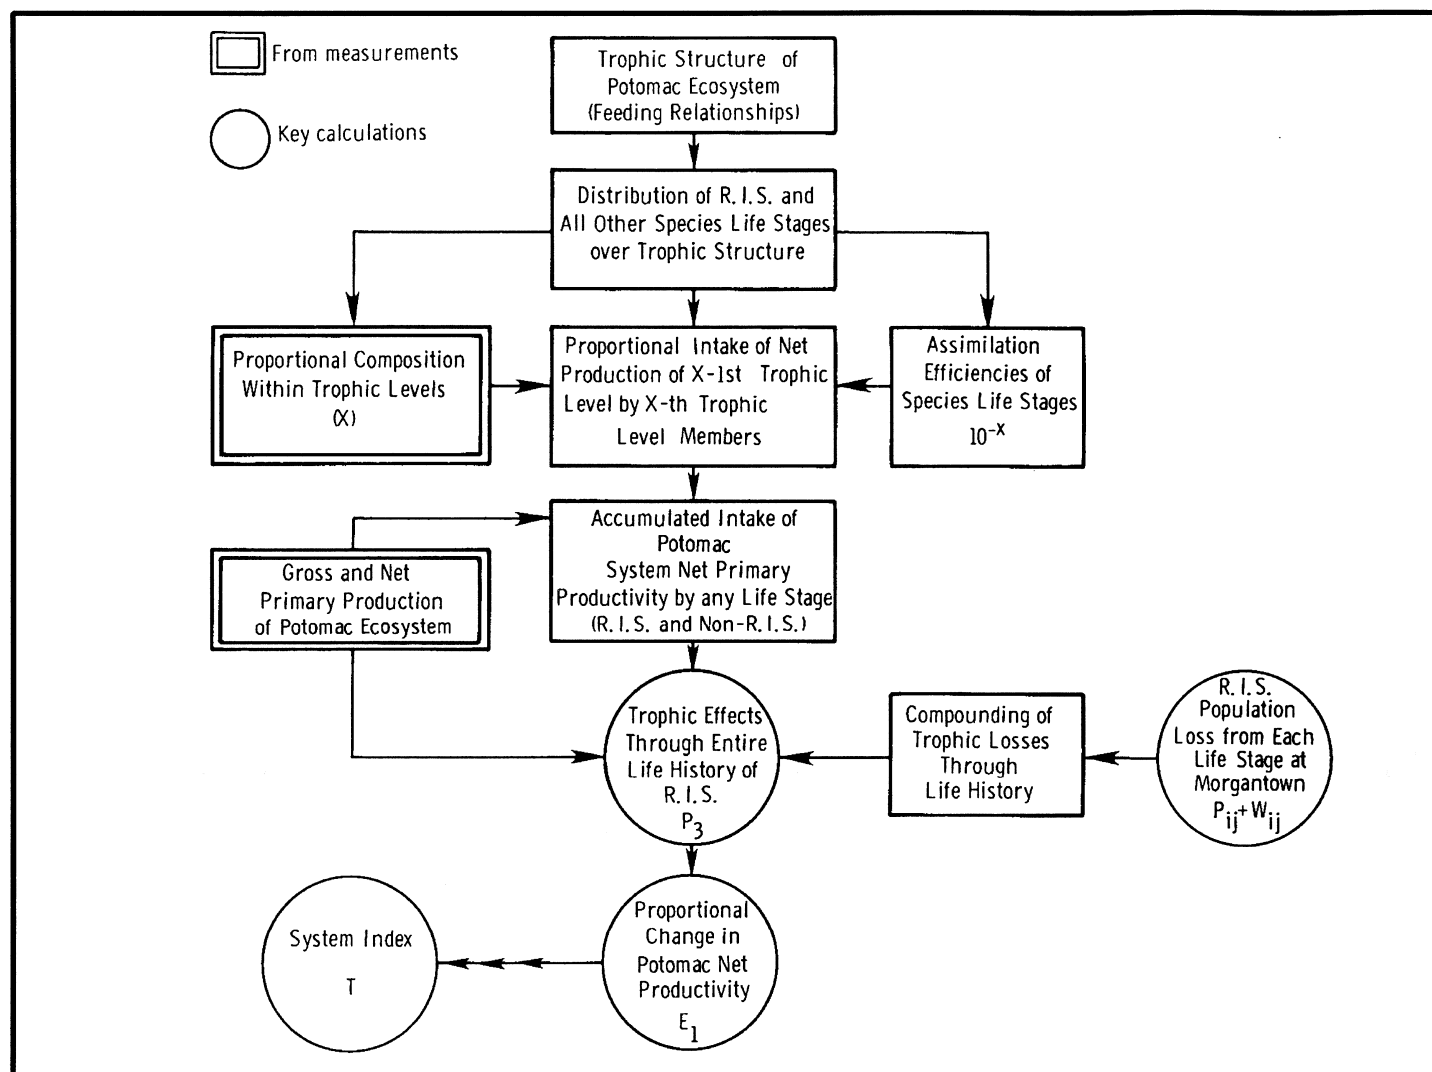 From measurements
Key calculations
Trophic Structure of
Potomac Ecosystem
(Feeding Relationships)
Distribution of R.I.S. and
All Other Species Life Stages
over Trophic Structure
Proportional Composition
Within Trophic Levels
(X)
Proportional Intake of Net
Production of X-1st Trophic
Level by X-th Trophic
Level Members
Assimilation
Efficiencies of
Species Life Stages
10⁻ˣ
Accumulated Intake of
Potomac
System Net Primary
Productivity by any Life Stage
(R.I.S. and Non-R.I.S.)
Gross and Net
Primary Production
of Potomac Ecosystem
Trophic Effects
Through Entire
Life History of
R.I.S.
P₃
Compounding of
Trophic Losses
Through
Life History
R.I.S.
Population
Loss from Each
Life Stage at
Morgantown
Pᵢⱼ+Wᵢⱼ
System Index
T
Proportional
Change in
Potomac Net
Productivity
E₁